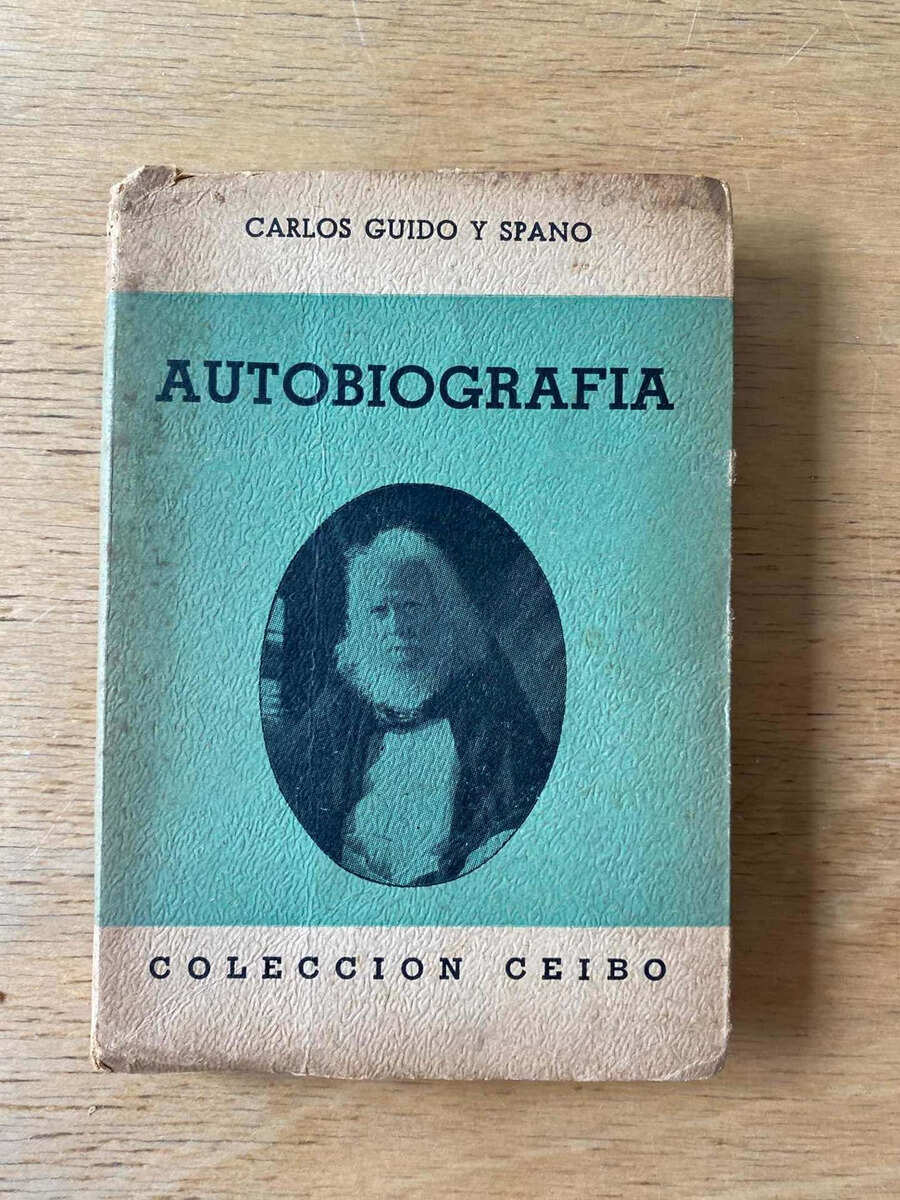 CARLOS GUIDO Y SPANO
AUTOBIOGRAFIA
COLECCION CEIBO